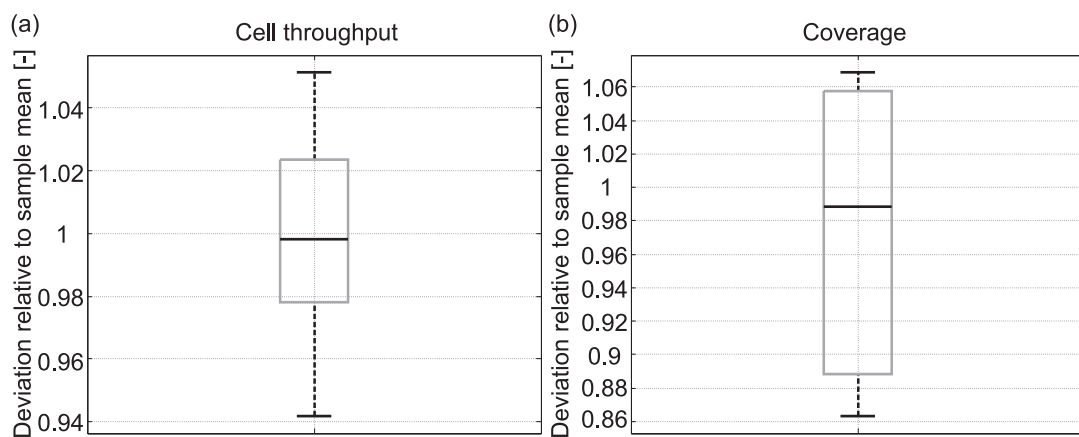 (a)
Cell throughput
Deviation relative to sample mean [-]
1.04
1.02
1
0.98
0.96
0.94
(b)
Coverage
Deviation relative to sample mean [-]
1.06
1.04
1.02
1
0.98
0.96
0.94
0.92
0.9
0.88
0.86